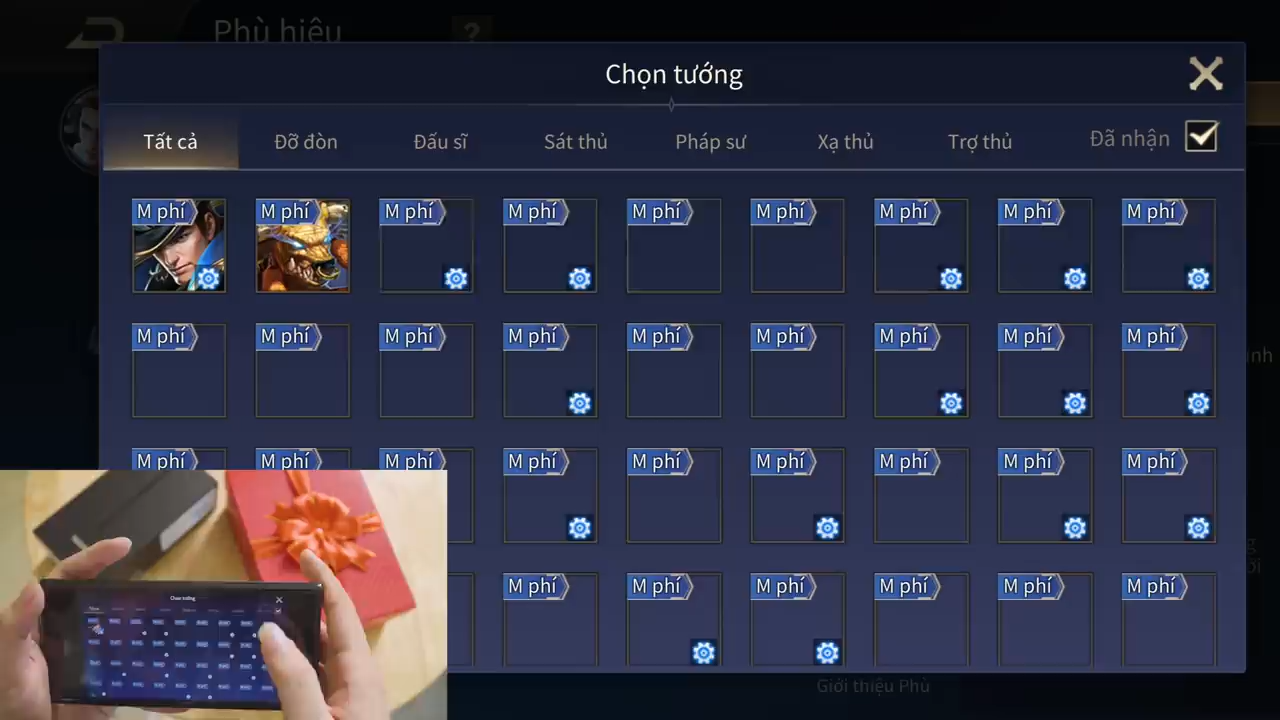 Phù hiệu ?
Chọn tướng
Tất cả Đỡ đòn Đấu sĩ Sát thủ Pháp sư Xạ thủ Trợ thủ Đã nhận
M phí M phí M phí M phí M phí M phí M phí M phí M phí
M phí M phí M phí M phí M phí M phí M phí M phí M phí
M phí M phí M phí M phí M phí M phí M phí M phí M phí
M phí M phí M phí M phí M phí M phí
Giới thiệu Phù